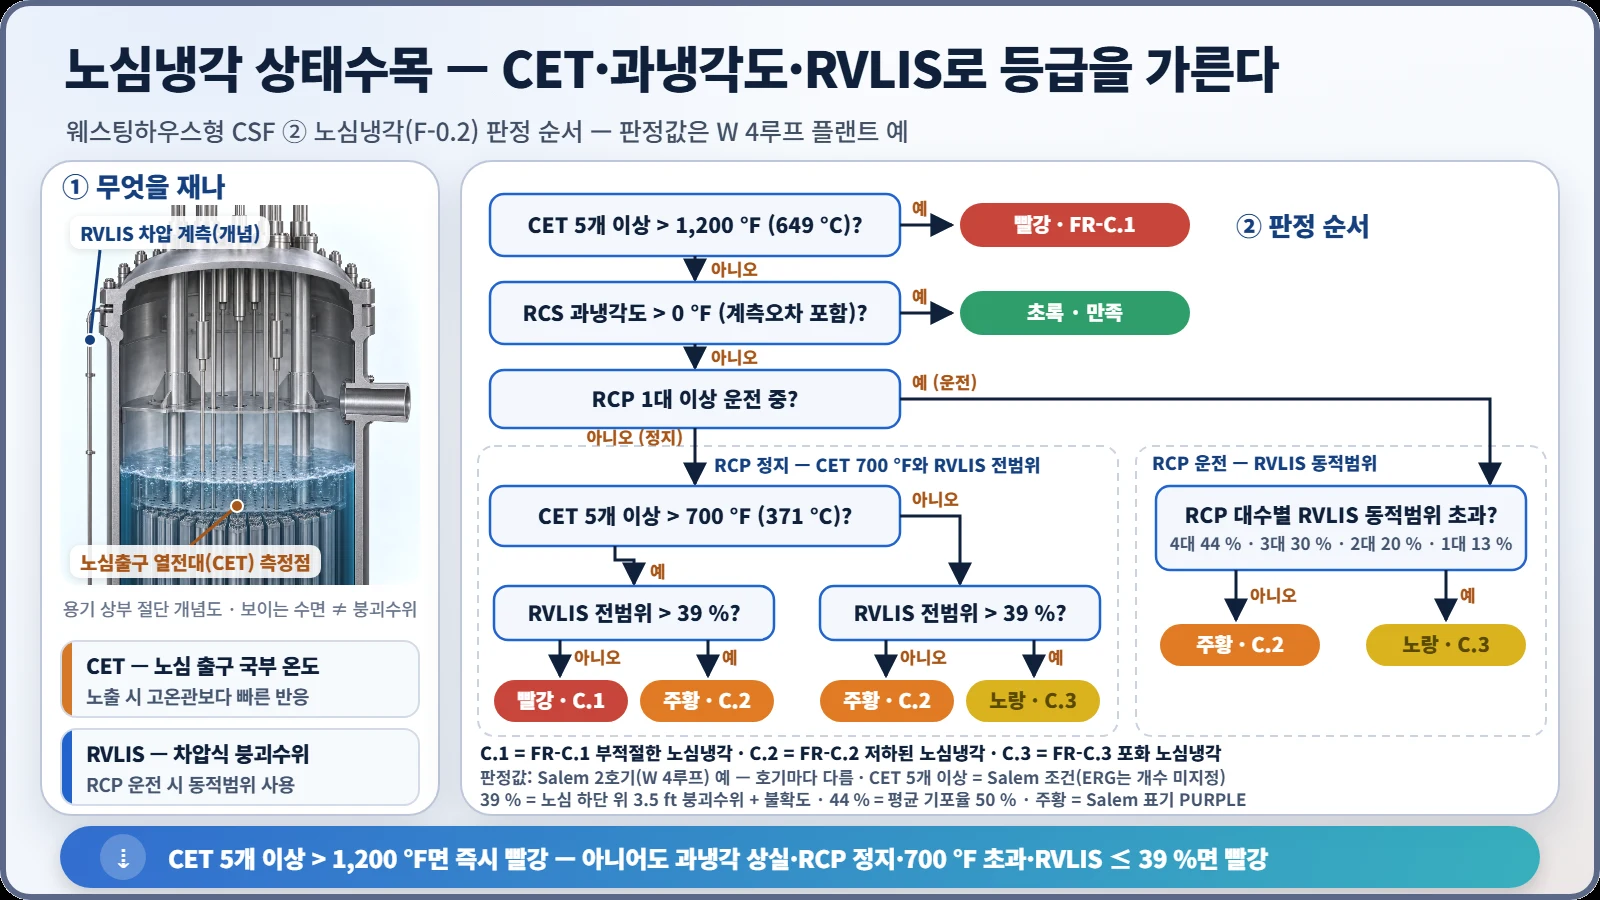 노심냉각 상태수목 — CET·과냉각도·RVLIS로 등급을 가른다
웨스팅하우스형 CSF ② 노심냉각(F-0.2) 판정 순서 — 판정값은 W 4루프 플랜트 예
① 무엇을 재나
RVLIS 차압 계측(개념)
노심출구 열전대(CET) 측정점
용기 상부 절단 개념도 · 보이는 수면 ≠ 붕괴수위
CET — 노심 출구 국부 온도
노출 시 고온관보다 빠른 반응
RVLIS — 차압식 붕괴수위
RCP 운전 시 동적범위 사용
② 판정 순서
CET 5개 이상 > 1,200 °F (649 °C)?
예
빨강 · FR-C.1
아니오
RCS 과냉각도 > 0 °F (계측오차 포함)?
예
초록 · 만족
아니오
RCP 1대 이상 운전 중?
예 (운전)
아니오 (정지)
RCP 정지 — CET 700 °F와 RVLIS 전범위
CET 5개 이상 > 700 °F (371 °C)?
아니오
예
RVLIS 전범위 > 39 %?
RVLIS 전범위 > 39 %?
아니오
예
아니오
예
빨강 · C.1
주황 · C.2
주황 · C.2
노랑 · C.3
RCP 운전 — RVLIS 동적범위
RCP 대수별 RVLIS 동적범위 초과?
4대 44 % · 3대 30 % · 2대 20 % · 1대 13 %
아니오
예
주황 · C.2
노랑 · C.3
C.1 = FR-C.1 부적절한 노심냉각 · C.2 = FR-C.2 저하된 노심냉각 · C.3 = FR-C.3 포화 노심냉각
판정값: Salem 2호기(W 4루프) 예 — 호기마다 다름 · CET 5개 이상 = Salem 조건(ERG는 개수 미지정)
39 % = 노심 하단 위 3.5 ft 붕괴수위 + 불확도 · 44 % = 평균 기포율 50 % · 주황 = Salem 표기 PURPLE
CET 5개 이상 > 1,200 °F면 즉시 빨강 — 아니어도 과냉각 상실·RCP 정지·700 °F 초과·RVLIS ≤ 39 %면 빨강